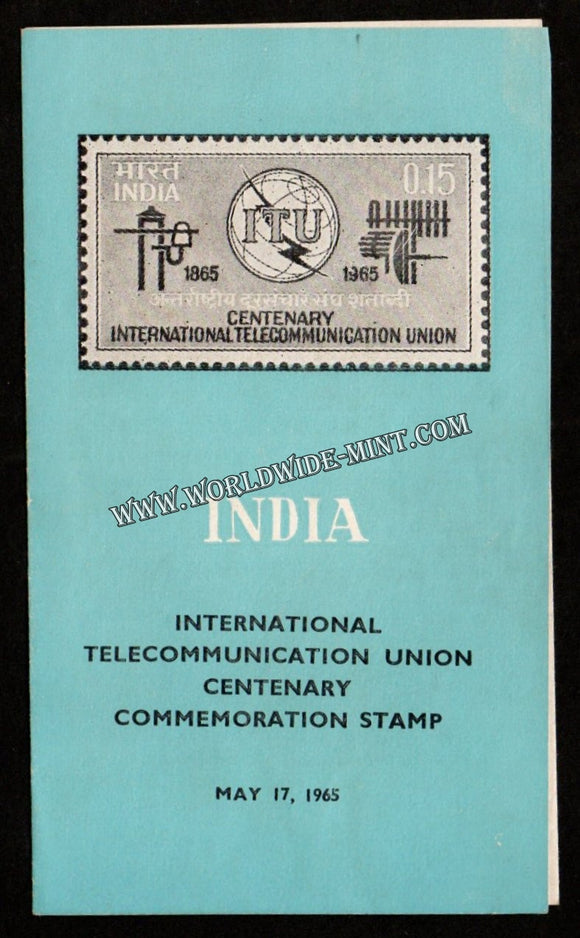 भारत
INDIA
0.15
ITU
1865
1965
अन्तर्राष्ट्रीय दूरसंचार संघ शताब्दी
CENTENARY
INTERNATIONAL TELECOMMUNICATION UNION
WWW.WORLDWIDE-MINT.COM
INDIA
INTERNATIONAL
TELECOMMUNICATION UNION
CENTENARY
COMMEMORATION STAMP
MAY 17, 1965